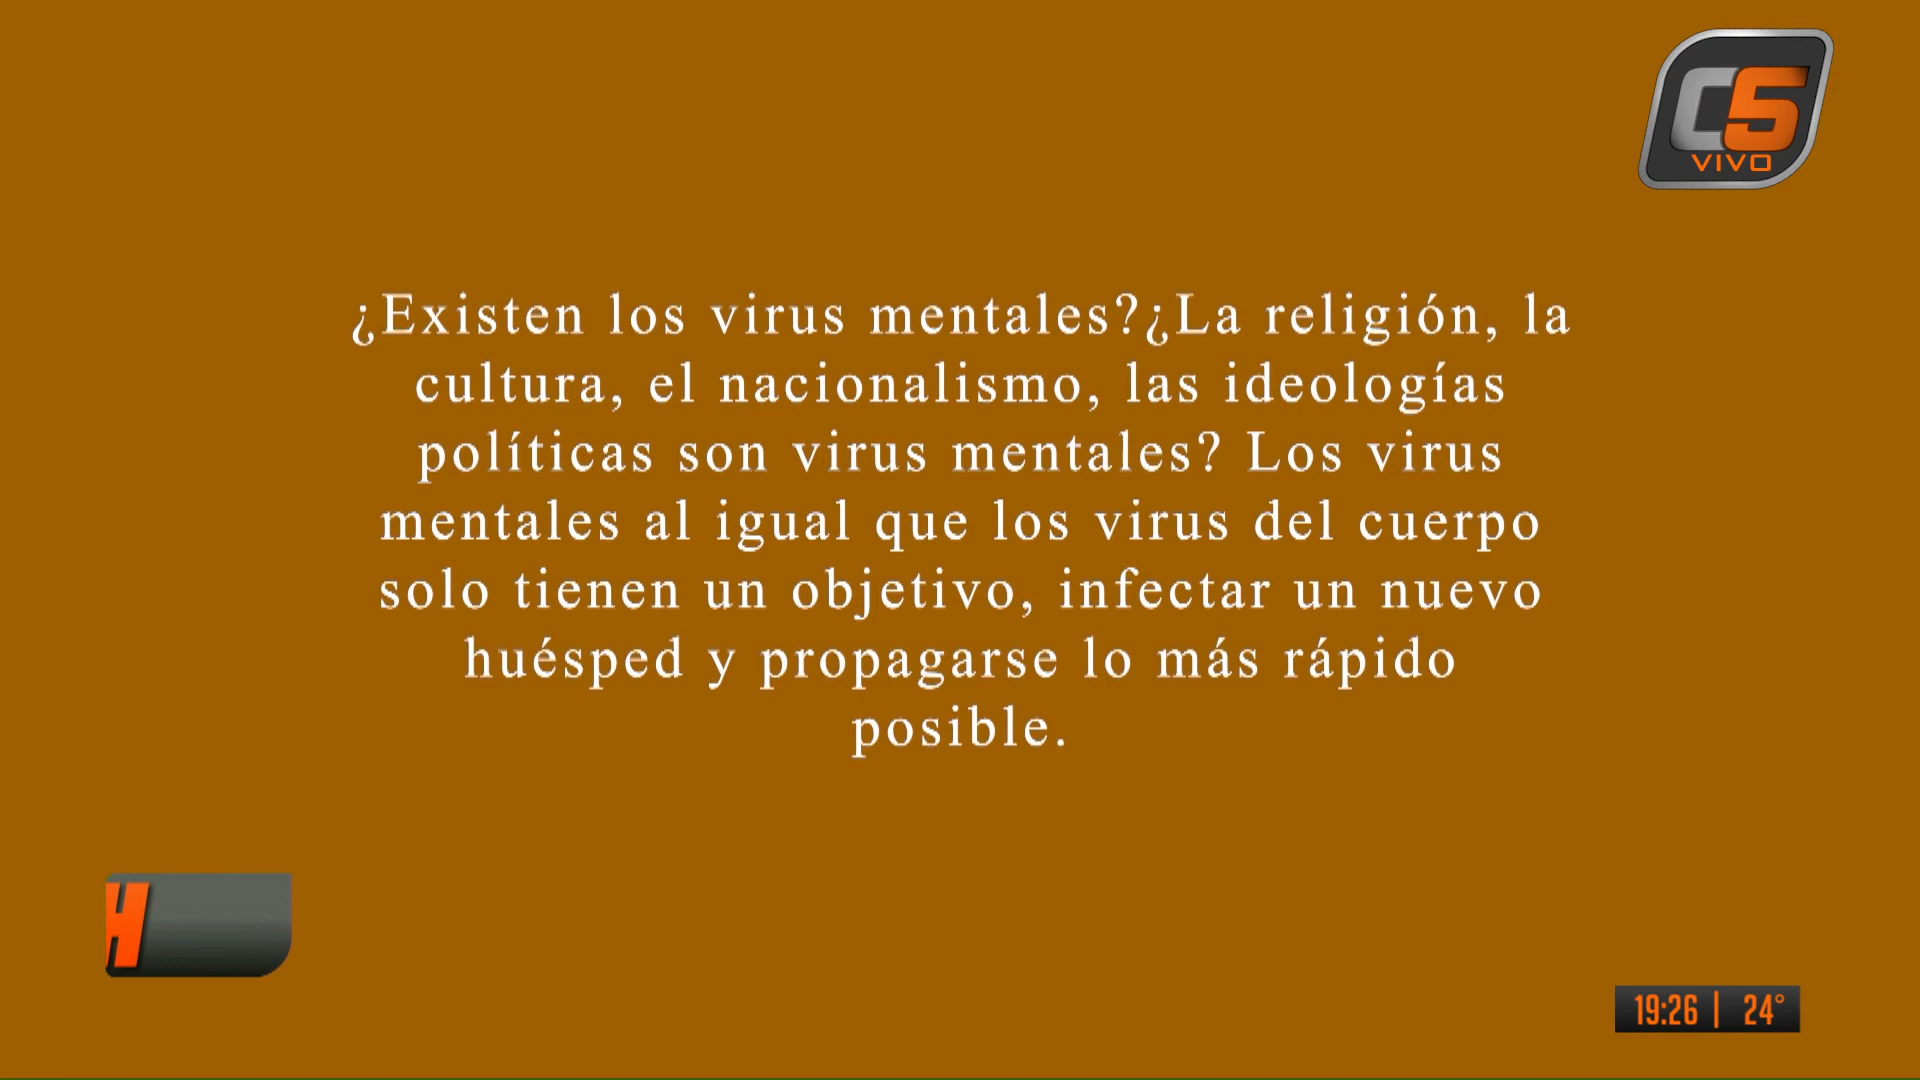 C5
VIVO
¿Existen los virus mentales?¿La religión, la
cultura, el nacionalismo, las ideologías
políticas son virus mentales? Los virus
mentales al igual que los virus del cuerpo
solo tienen un objetivo, infectar un nuevo
huésped y propagarse lo más rápido
posible.
H
19:26 | 24°